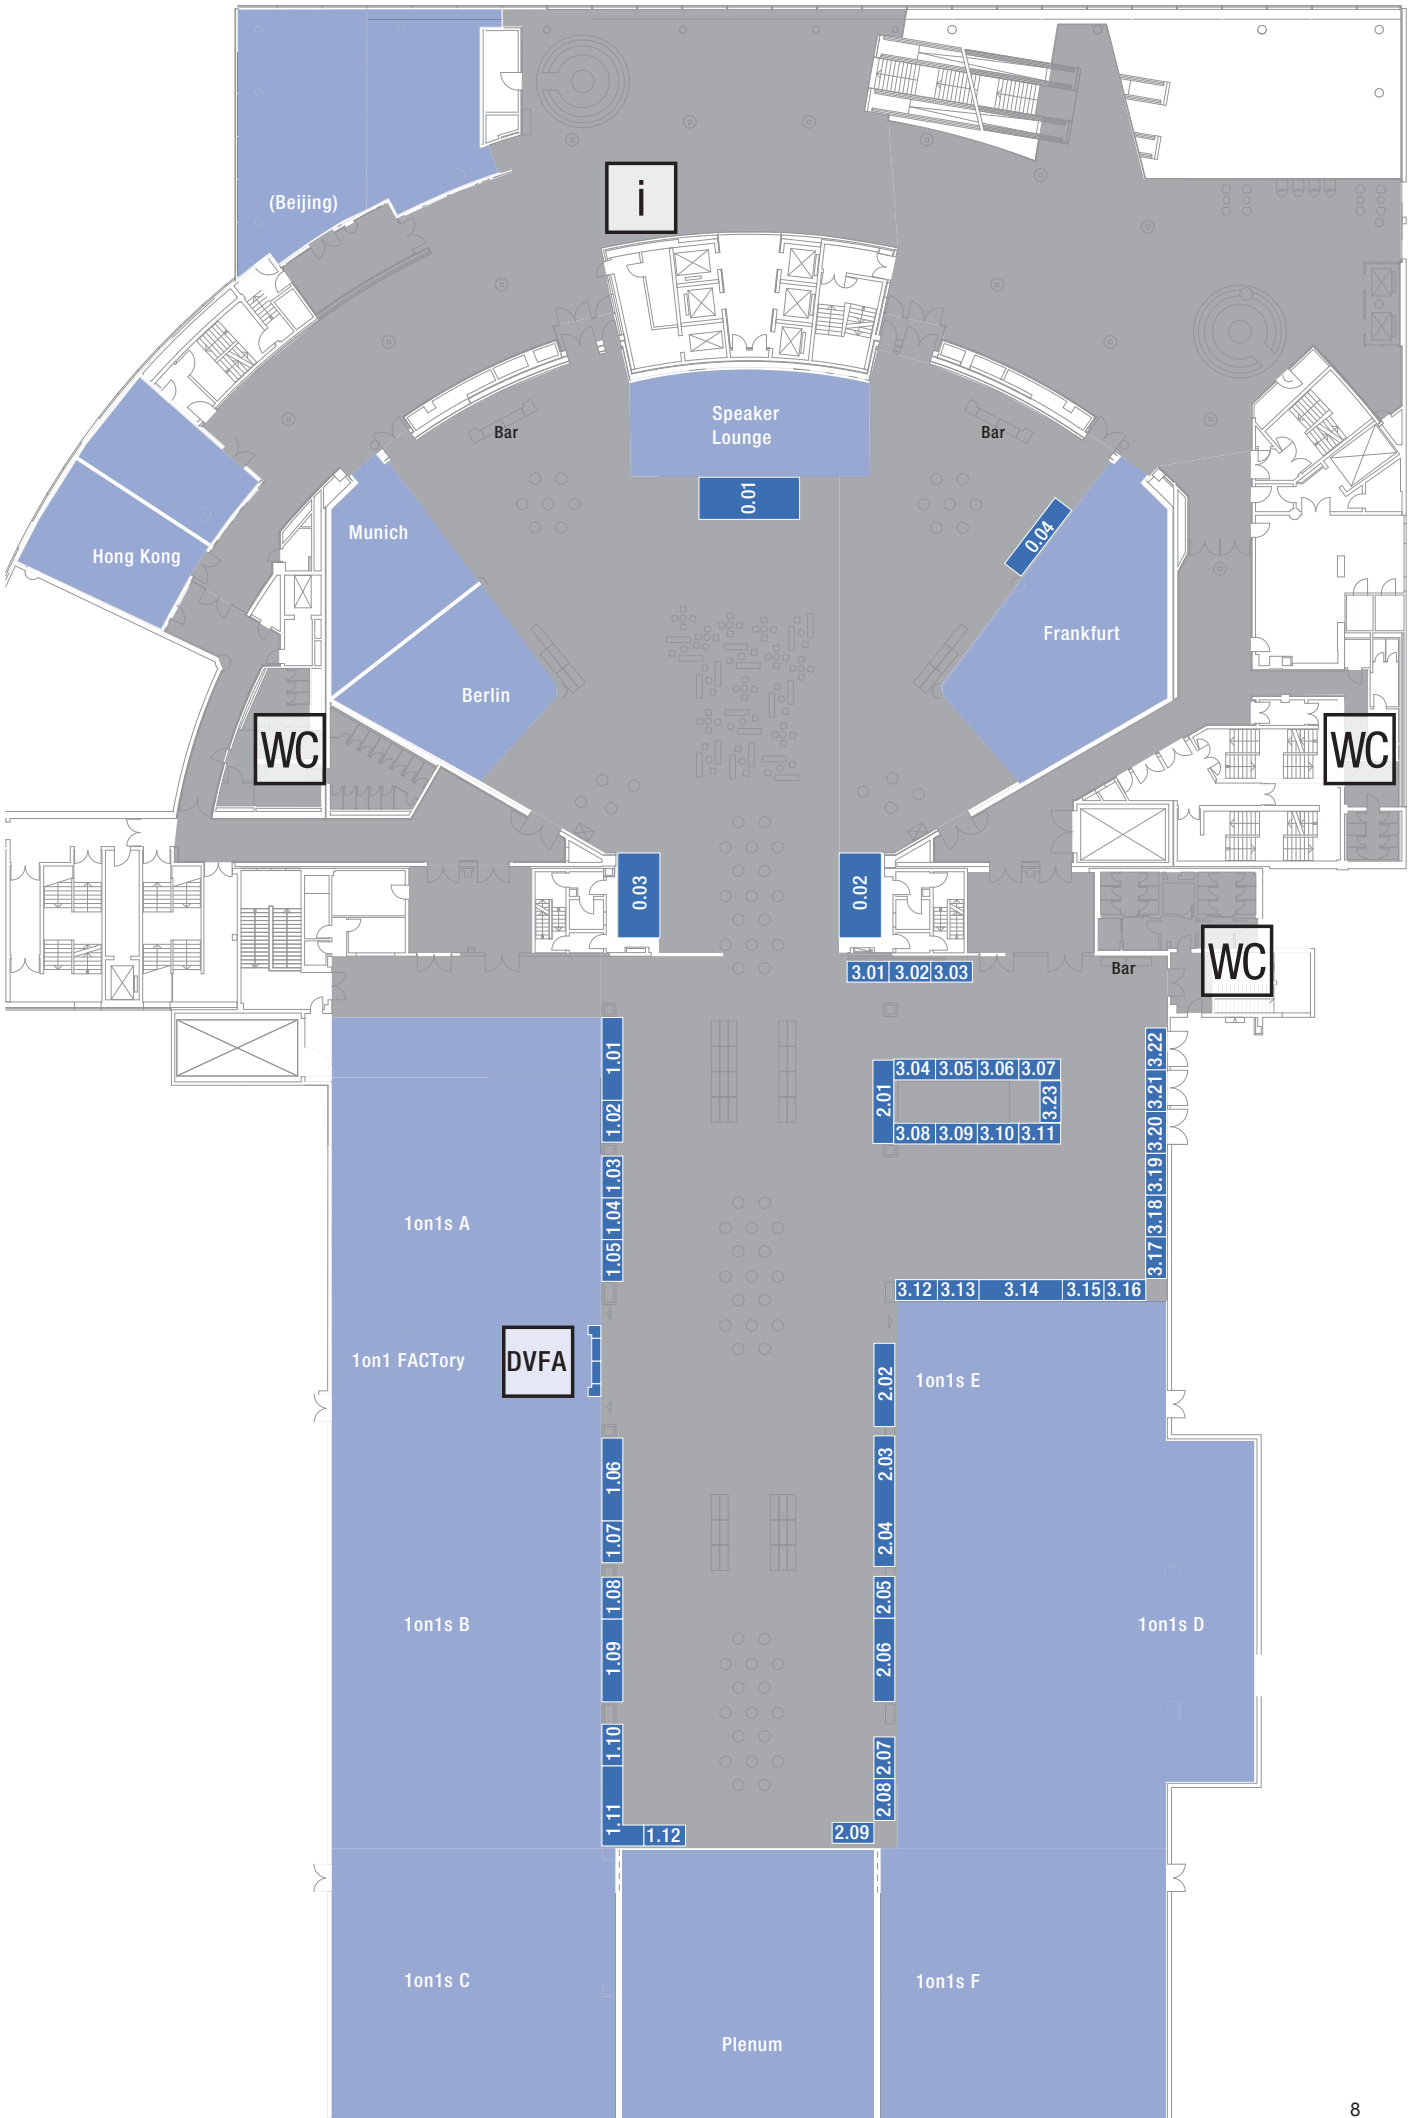 (Beijing)
i
Speaker
Lounge
Bar
Bar
0.01
0.04
Munich
Hong Kong
Frankfurt
Berlin
WC
WC
0.03
0.02
WC
3.01
3.02
3.03
Bar
1.01
1.02
1.03
1.04
1.05
2.01
3.04
3.05
3.06
3.07
3.23
3.08
3.09
3.10
3.11
3.22
3.21
3.20
3.19
3.18
3.17
3.12
3.13
3.14
3.15
3.16
1on1s A
1on1 FACTory
DVFA
1on1s E
2.02
2.03
2.04
2.05
2.06
2.07
2.08
2.09
1.06
1.07
1.08
1.09
1.10
1.11
1.12
1on1s B
1on1s D
1on1s C
1on1s F
Plenum
8